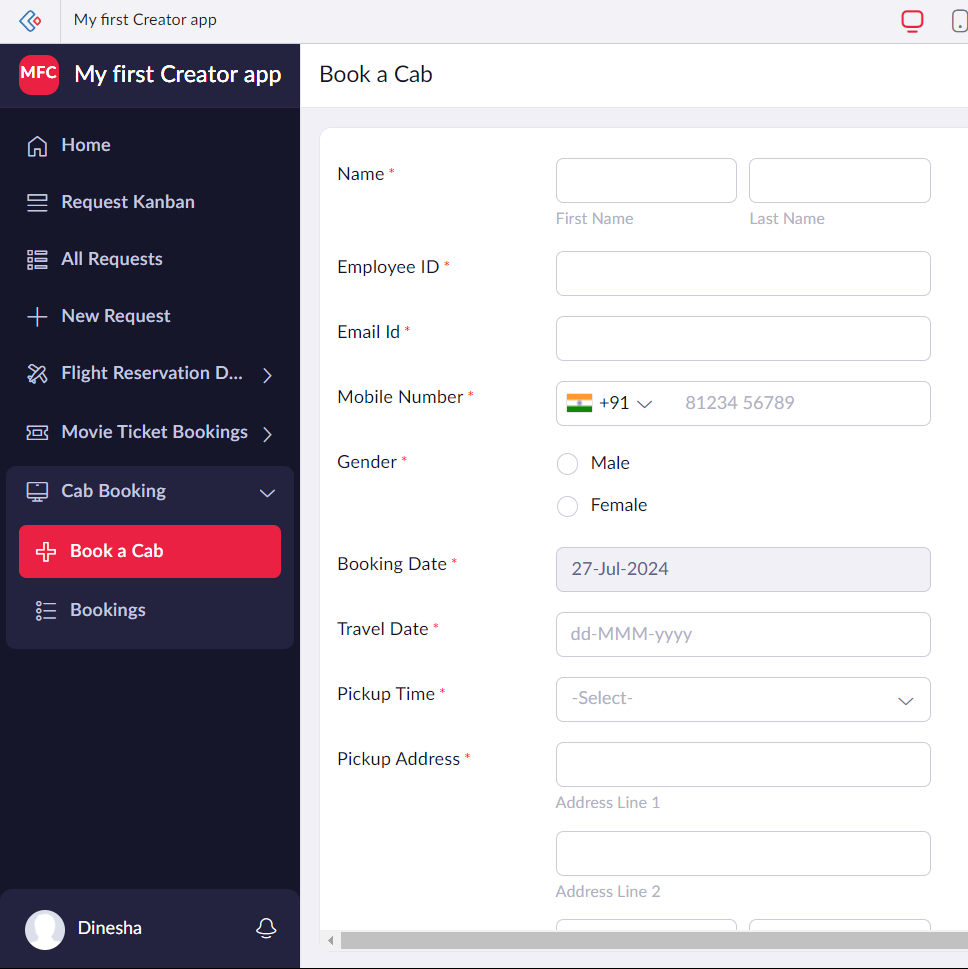 My first Creator app
MFC My first Creator app
Home
Request Kanban
All Requests
New Request
Flight Reservation D...
Movie Ticket Bookings
Cab Booking
Book a Cab
Bookings
Dinesha
Book a Cab
Name *
First Name Last Name
Employee ID *
Email Id *
Mobile Number * +91 81234 56789
Gender * Male
Female
Booking Date * 27-Jul-2024
Travel Date * dd-MMM-yyyy
Pickup Time * -Select-
Pickup Address *
Address Line 1
Address Line 2